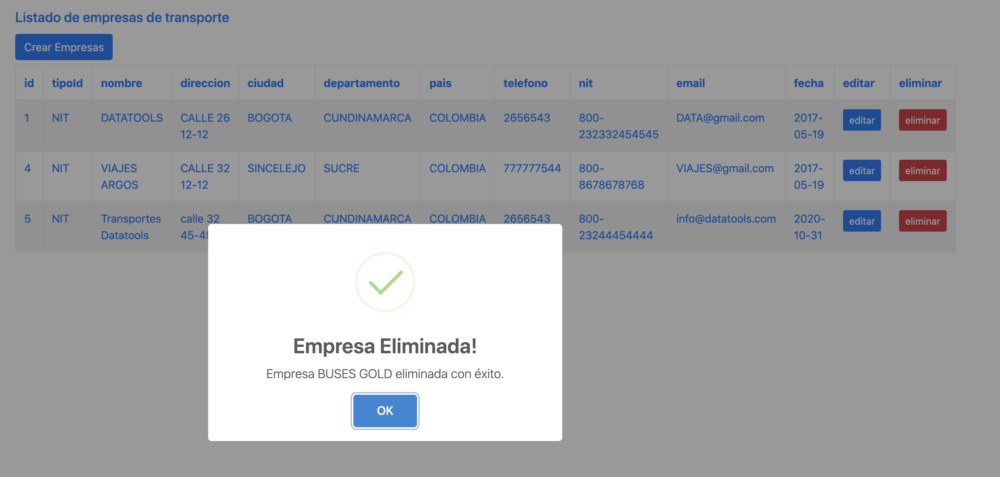 Listado de empresas de transporte
Crear Empresas
id tipoId nombre direccion ciudad departamento pais telefono nit email fecha editar eliminar
1 NIT DATATOOLS CALLE 26 BOGOTA CUNDINAMARCA COLOMBIA 2656543 800- DATA@gmail.com 2017- editar eliminar
12-12 232332454545 05-19
4 NIT VIAJES CALLE 32 SINCELEJO SUCRE COLOMBIA 777777544 800- VIAJES@gmail.com 2017- editar eliminar
ARGOS 12-12 8678678768 05-19
5 NIT Transportes calle 32 BOGOTA CUNDINAMARCA COLOMBIA 2656543 800- info@datatools.com 2020- editar eliminar
Datatools 45-45 23244454444 10-31
Empresa Eliminada!
Empresa BUSES GOLD eliminada con éxito.
OK